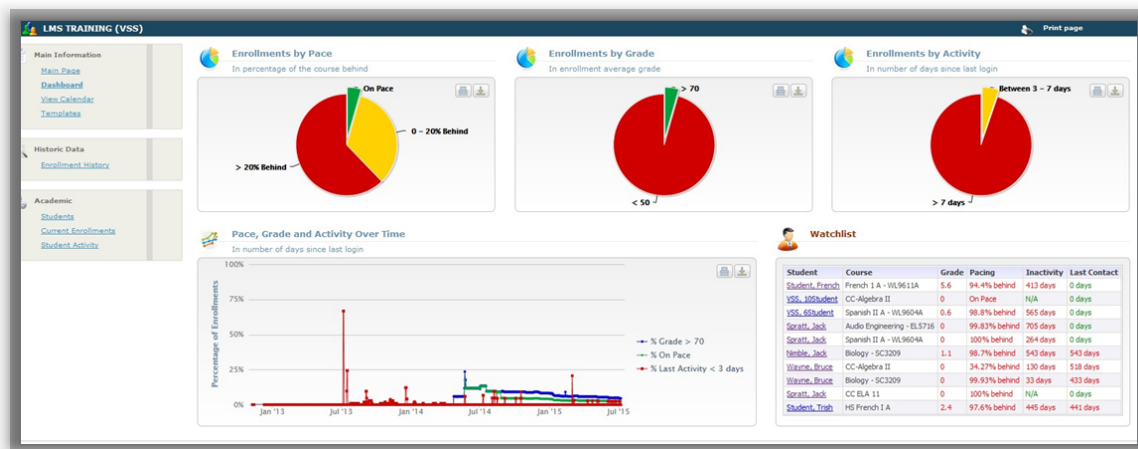 LMS TRAINING (VSS)
Print page
Main Information
Main Page
Dashboard
View Calendar
Templates
Historic Data
Enrollment History
Academic
Students
Current Enrollments
Student Activity
Enrollments by Pace
In percentage of the course behind
On Pace
0 - 20% Behind
> 20% Behind
Enrollments by Grade
In enrollment average grade
> 70
< 50
Enrollments by Activity
In number of days since last login
Between 3 - 7 days
> 7 days
Pace, Grade and Activity Over Time
In number of days since last login
Percentage of Enrollments
100%
75%
50%
25%
0%
Jan '13
Jul '13
Jan '14
Jul '14
Jan '15
Jul '15
% Grade > 70
% On Pace
% Last Activity < 3 days
Watchlist
Student Course Grade Pacing Inactivity Last Contact
Student, French French 1 A - WL9611A 5.6 94.4% behind 413 days 0 days
VSS, 10Student CC-Algebra II 0 On Pace N/A 0 days
VSS, 6Student Spanish II A - WL9604A 0.6 98.8% behind 565 days 0 days
Spratt, Jack Audio Engineering - EL5716 0 99.83% behind 705 days 0 days
Spratt, Jack Spanish II A - WL9604A 0 100% behind 264 days 0 days
Nimble, Jack Biology - SC3209 1.1 98.7% behind 543 days 543 days
Wayne, Bruce CC-Algebra II 0 34.27% behind 130 days 518 days
Wayne, Bruce Biology - SC3209 0 99.93% behind 33 days 433 days
Spratt, Jack CC ELA 11 0 100% behind N/A 0 days
Student, Trish HS French I A 2.4 97.6% behind 445 days 441 days